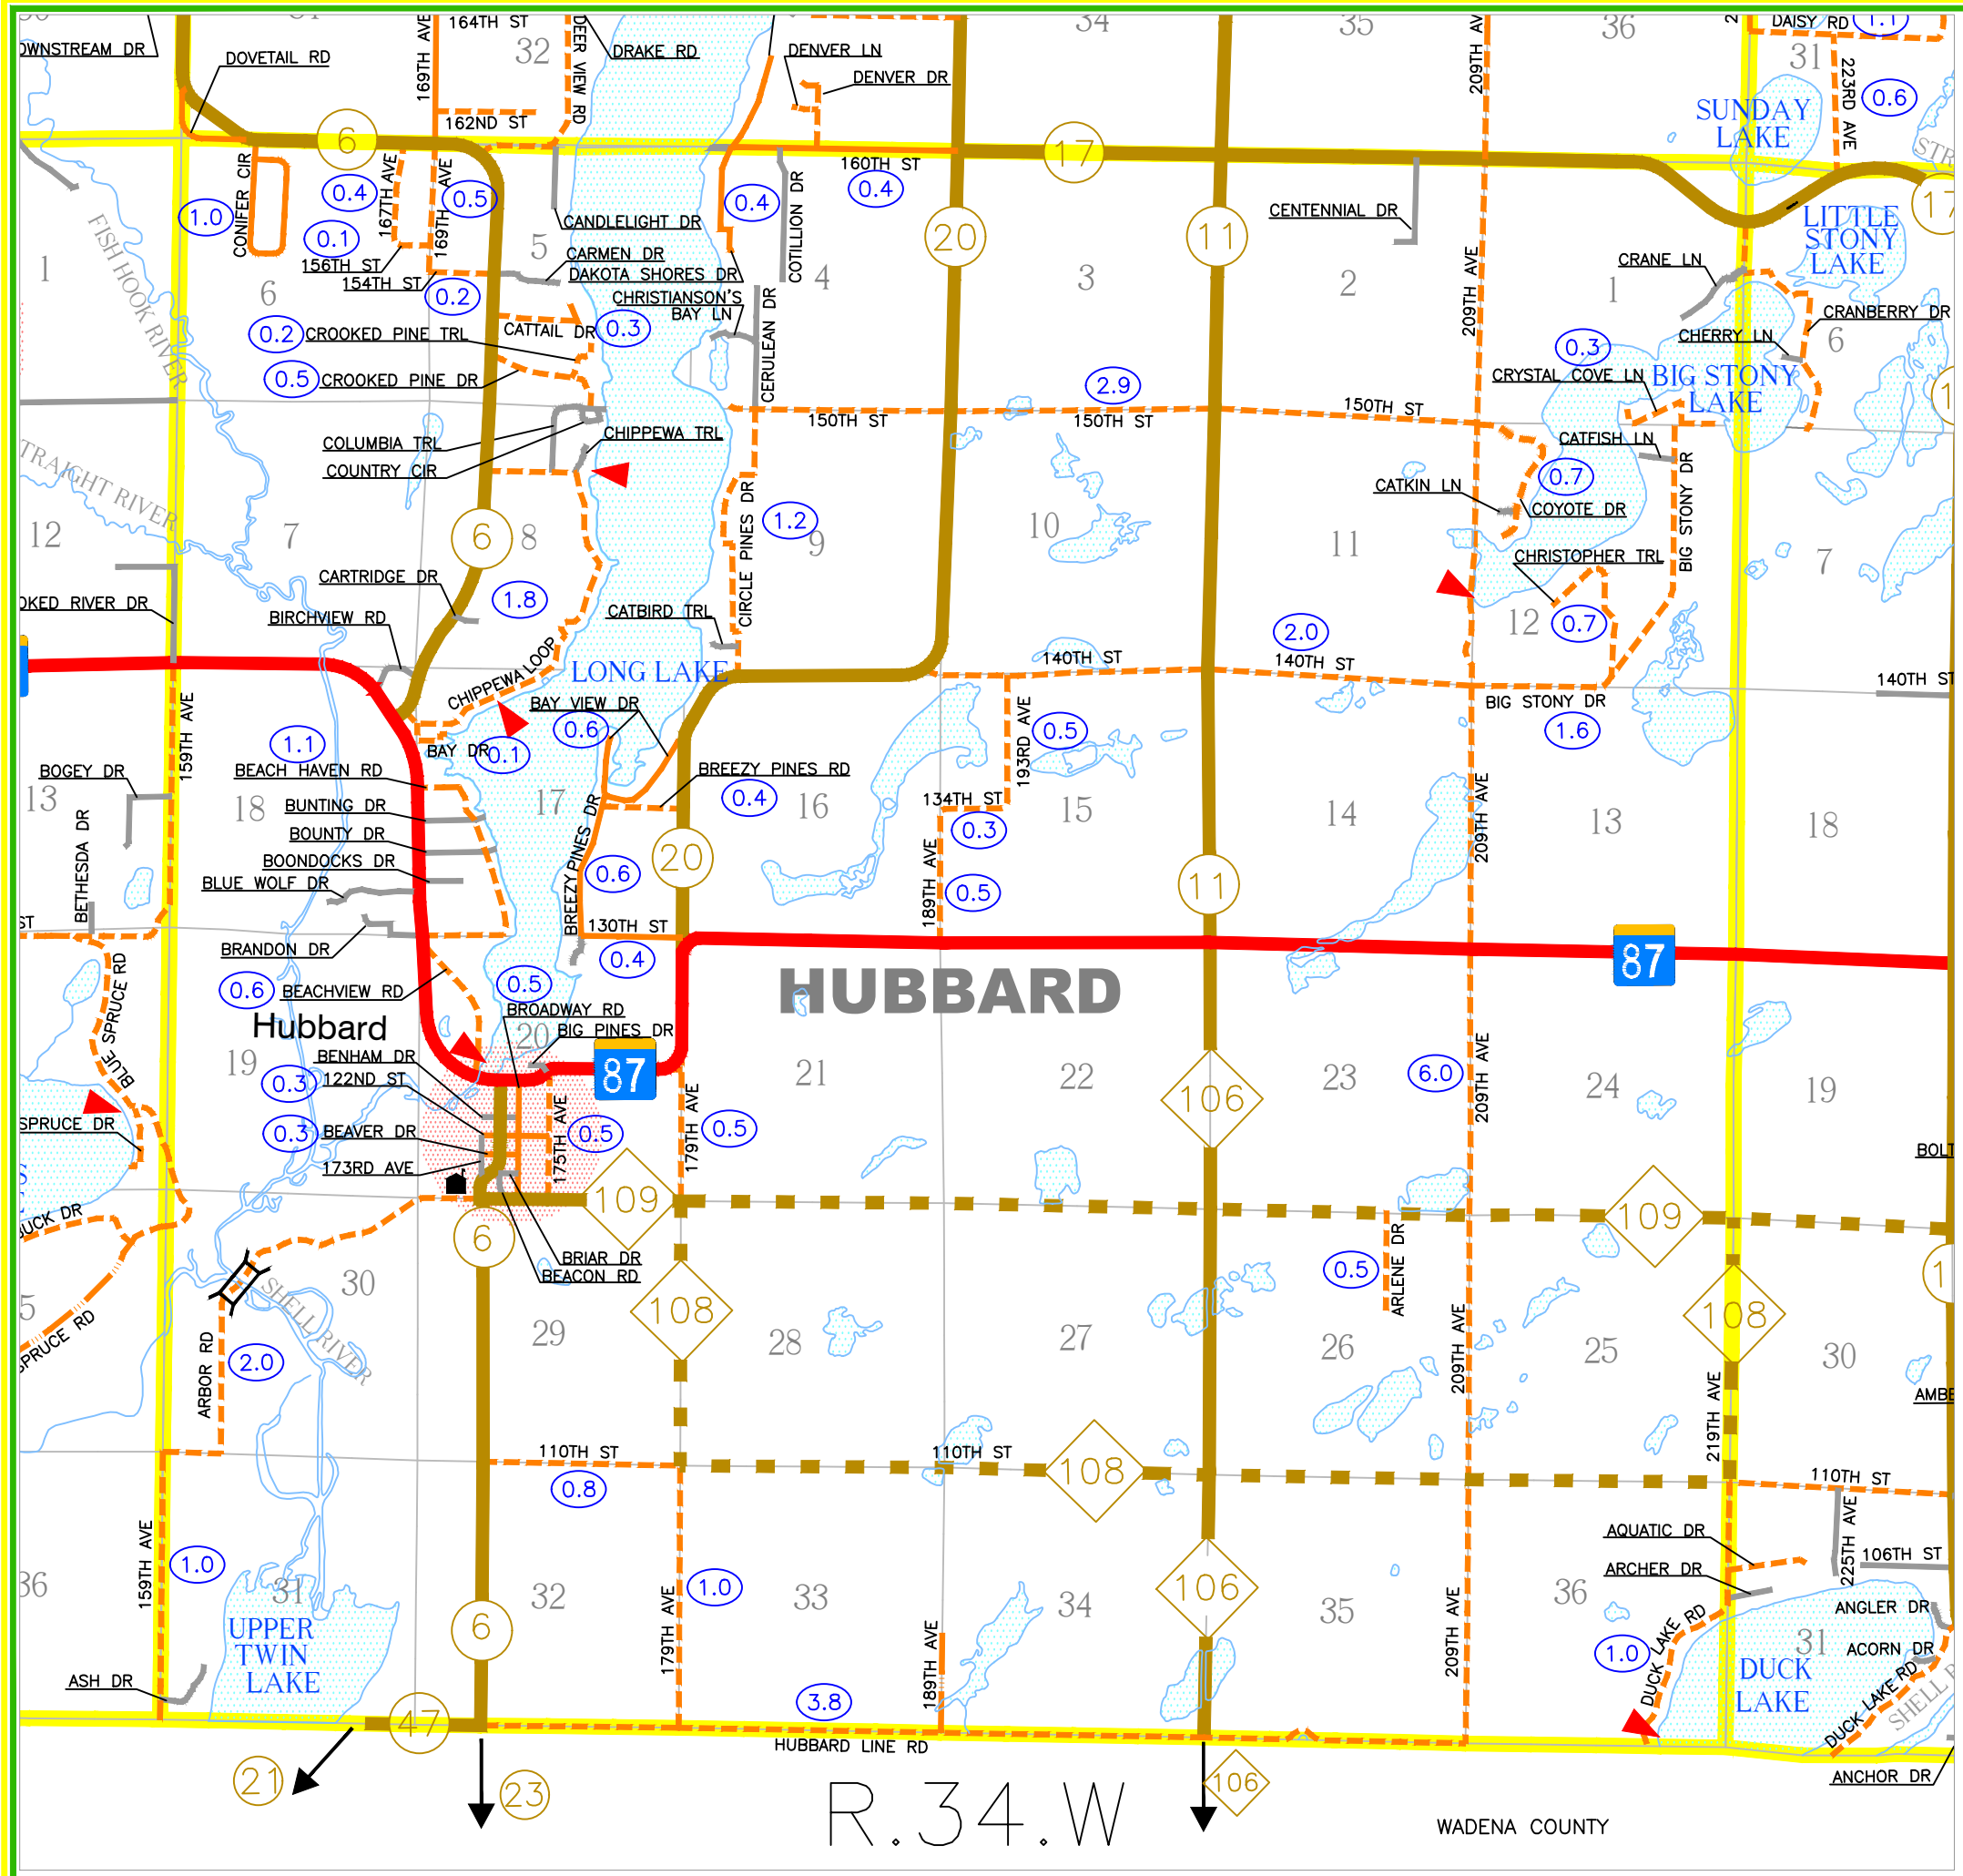 34
35
36
164TH ST
169TH AVE
32
DEER VIEW RD
DRAKE RD
DENVER LN
DENVER DR
209TH AVE
DAISY RD
1.1
31
223RD AVE
0.6
OWNSTREAM DR
DOVETAIL RD
162ND ST
SUNDAY
LAKE
6
17
160TH ST
0.4
CONIFER CIR
1.0
0.4
0.1
167TH AVE
169TH AVE
0.5
156TH ST
154TH ST
0.2
CANDLELIGHT DR
CARMEN DR
DAKOTA SHORES DR
0.4
COTILLION DR
CHRISTIANSON'S
BAY LN
CERULEAN DR
20
11
CENTENNIAL DR
17
LITTLE
STONY
LAKE
CRANE LN
CRANBERRY DR
CHERRY LN
1
6
5
4
3
2
1
6
FISH HOOK RIVER
0.2
CROOKED PINE TRL
CATTAIL DR
0.3
0.5
CROOKED PINE DR
2.9
209TH AVE
0.3
CRYSTAL COVE LN
BIG STONY
LAKE
150TH ST
150TH ST
150TH ST
COLUMBIA TRL
COUNTRY CIR
CHIPPEWA TRL
CATFISH LN
0.7
CATKIN LN
COYOTE DR
BIG STONY DR
TRAIGHT RIVER
12
7
6
8
CIRCLE PINES DR
1.2
9
10
11
CHRISTOPHER TRL
12
0.7
7
CARTRIDGE DR
1.8
OKED RIVER DR
BIRCHVIEW RD
CATBIRD TRL
2.0
CHIPPEWA LOOP
LONG LAKE
140TH ST
140TH ST
140TH ST
BIG STONY DR
1.6
159TH AVE
1.1
BAY VIEW DR
0.6
BAY DR
0.1
193RD AVE
0.5
BOGEY DR
BEACH HAVEN RD
BREEZY PINES RD
0.4
13
18
17
16
15
14
13
18
BETHESDA DR
BUNTING DR
BOUNTY DR
BOONDOCKS DR
BLUE WOLF DR
BREEZY PINES DR
0.6
20
134TH ST
0.3
189TH AVE
0.5
11
209TH AVE
ST
BRANDON DR
130TH ST
0.4
87
HUBBARD
0.6
BEACHVIEW RD
0.5
BROADWAY RD
BIG PINES DR
BLUE SPRUCE RD
Hubbard
19
20
21
22
23
24
19
BENHAM DR
0.3
122ND ST
87
106
6.0
209TH AVE
SPRUCE DR
0.3
BEAVER DR
173RD AVE
175TH AVE
0.5
179TH AVE
0.5
BOLT
S
DUCK DR
109
109
6
BRIAR DR
BEACON RD
ARLENE DR
0.5
5
30
SHELL RIVER
108
108
SPRUCE RD
ARBOR RD
2.0
29
28
27
26
25
30
209TH AVE
219TH AVE
AMBE
110TH ST
0.8
110TH ST
108
110TH ST
159TH AVE
1.0
225TH AVE
AQUATIC DR
106TH ST
ARCHER DR
36
31
32
33
34
35
36
31
179TH AVE
1.0
106
UPPER
TWIN
LAKE
6
189TH AVE
209TH AVE
DUCK LAKE RD
1.0
DUCK
LAKE
ANGLER DR
ACORN DR
DUCK LAKE RD
SHELL R
ASH DR
47
3.8
HUBBARD LINE RD
21
23
106
ANCHOR DR
R.34.W
WADENA COUNTY